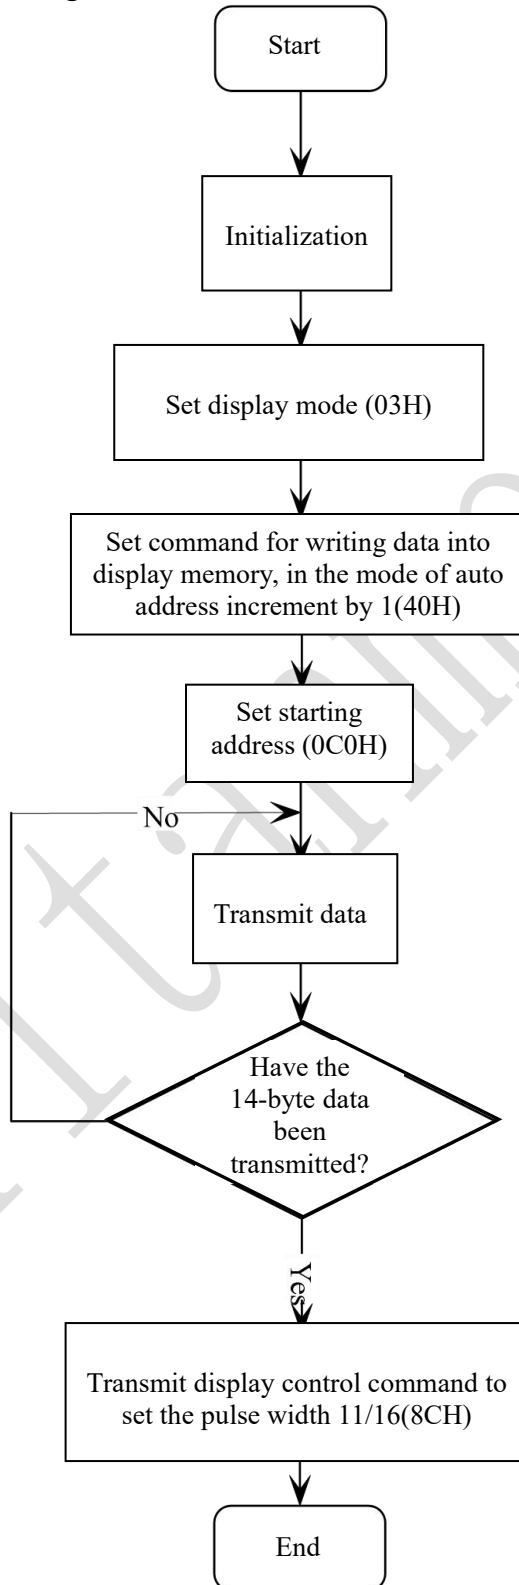 Start
Initialization
Set display mode (03H)
Set command for writing data into
display memory, in the mode of auto
address increment by 1(40H)
Set starting
address (0C0H)
No
Transmit data
Have the
14-byte data
been
transmitted?
Yes
Transmit display control command to
set the pulse width 11/16(8CH)
End